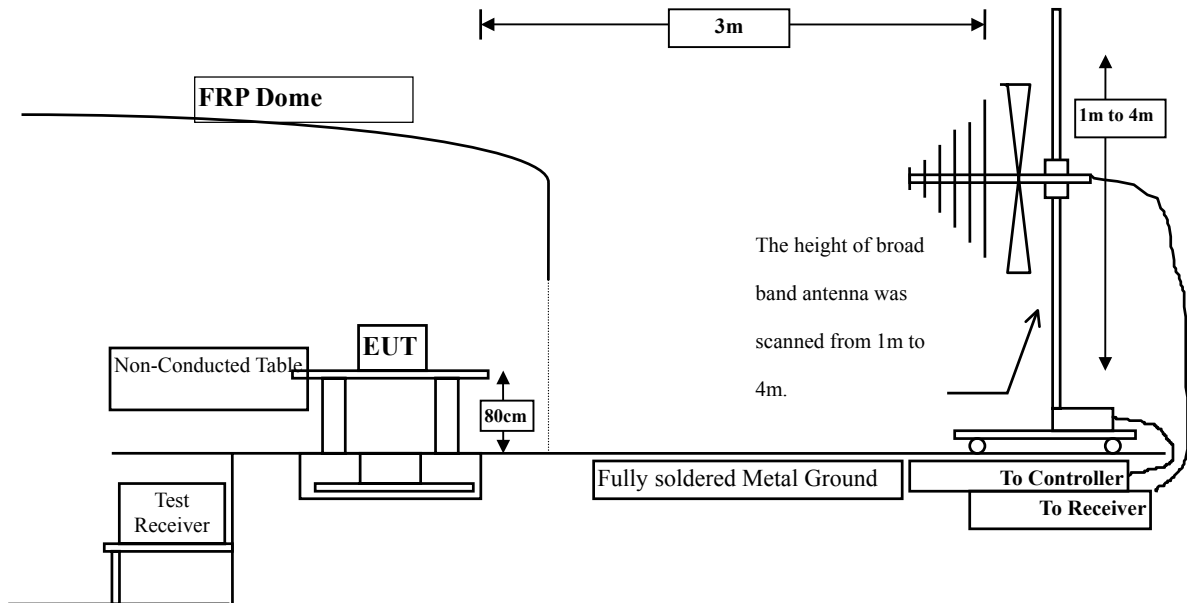 3m
FRP Dome
1m to 4m
The height of broad
band antenna was
scanned from 1m to
4m.
EUT
Non-Conducted Table
80cm
Fully soldered Metal Ground
To Controller
To Receiver
Test
Receiver